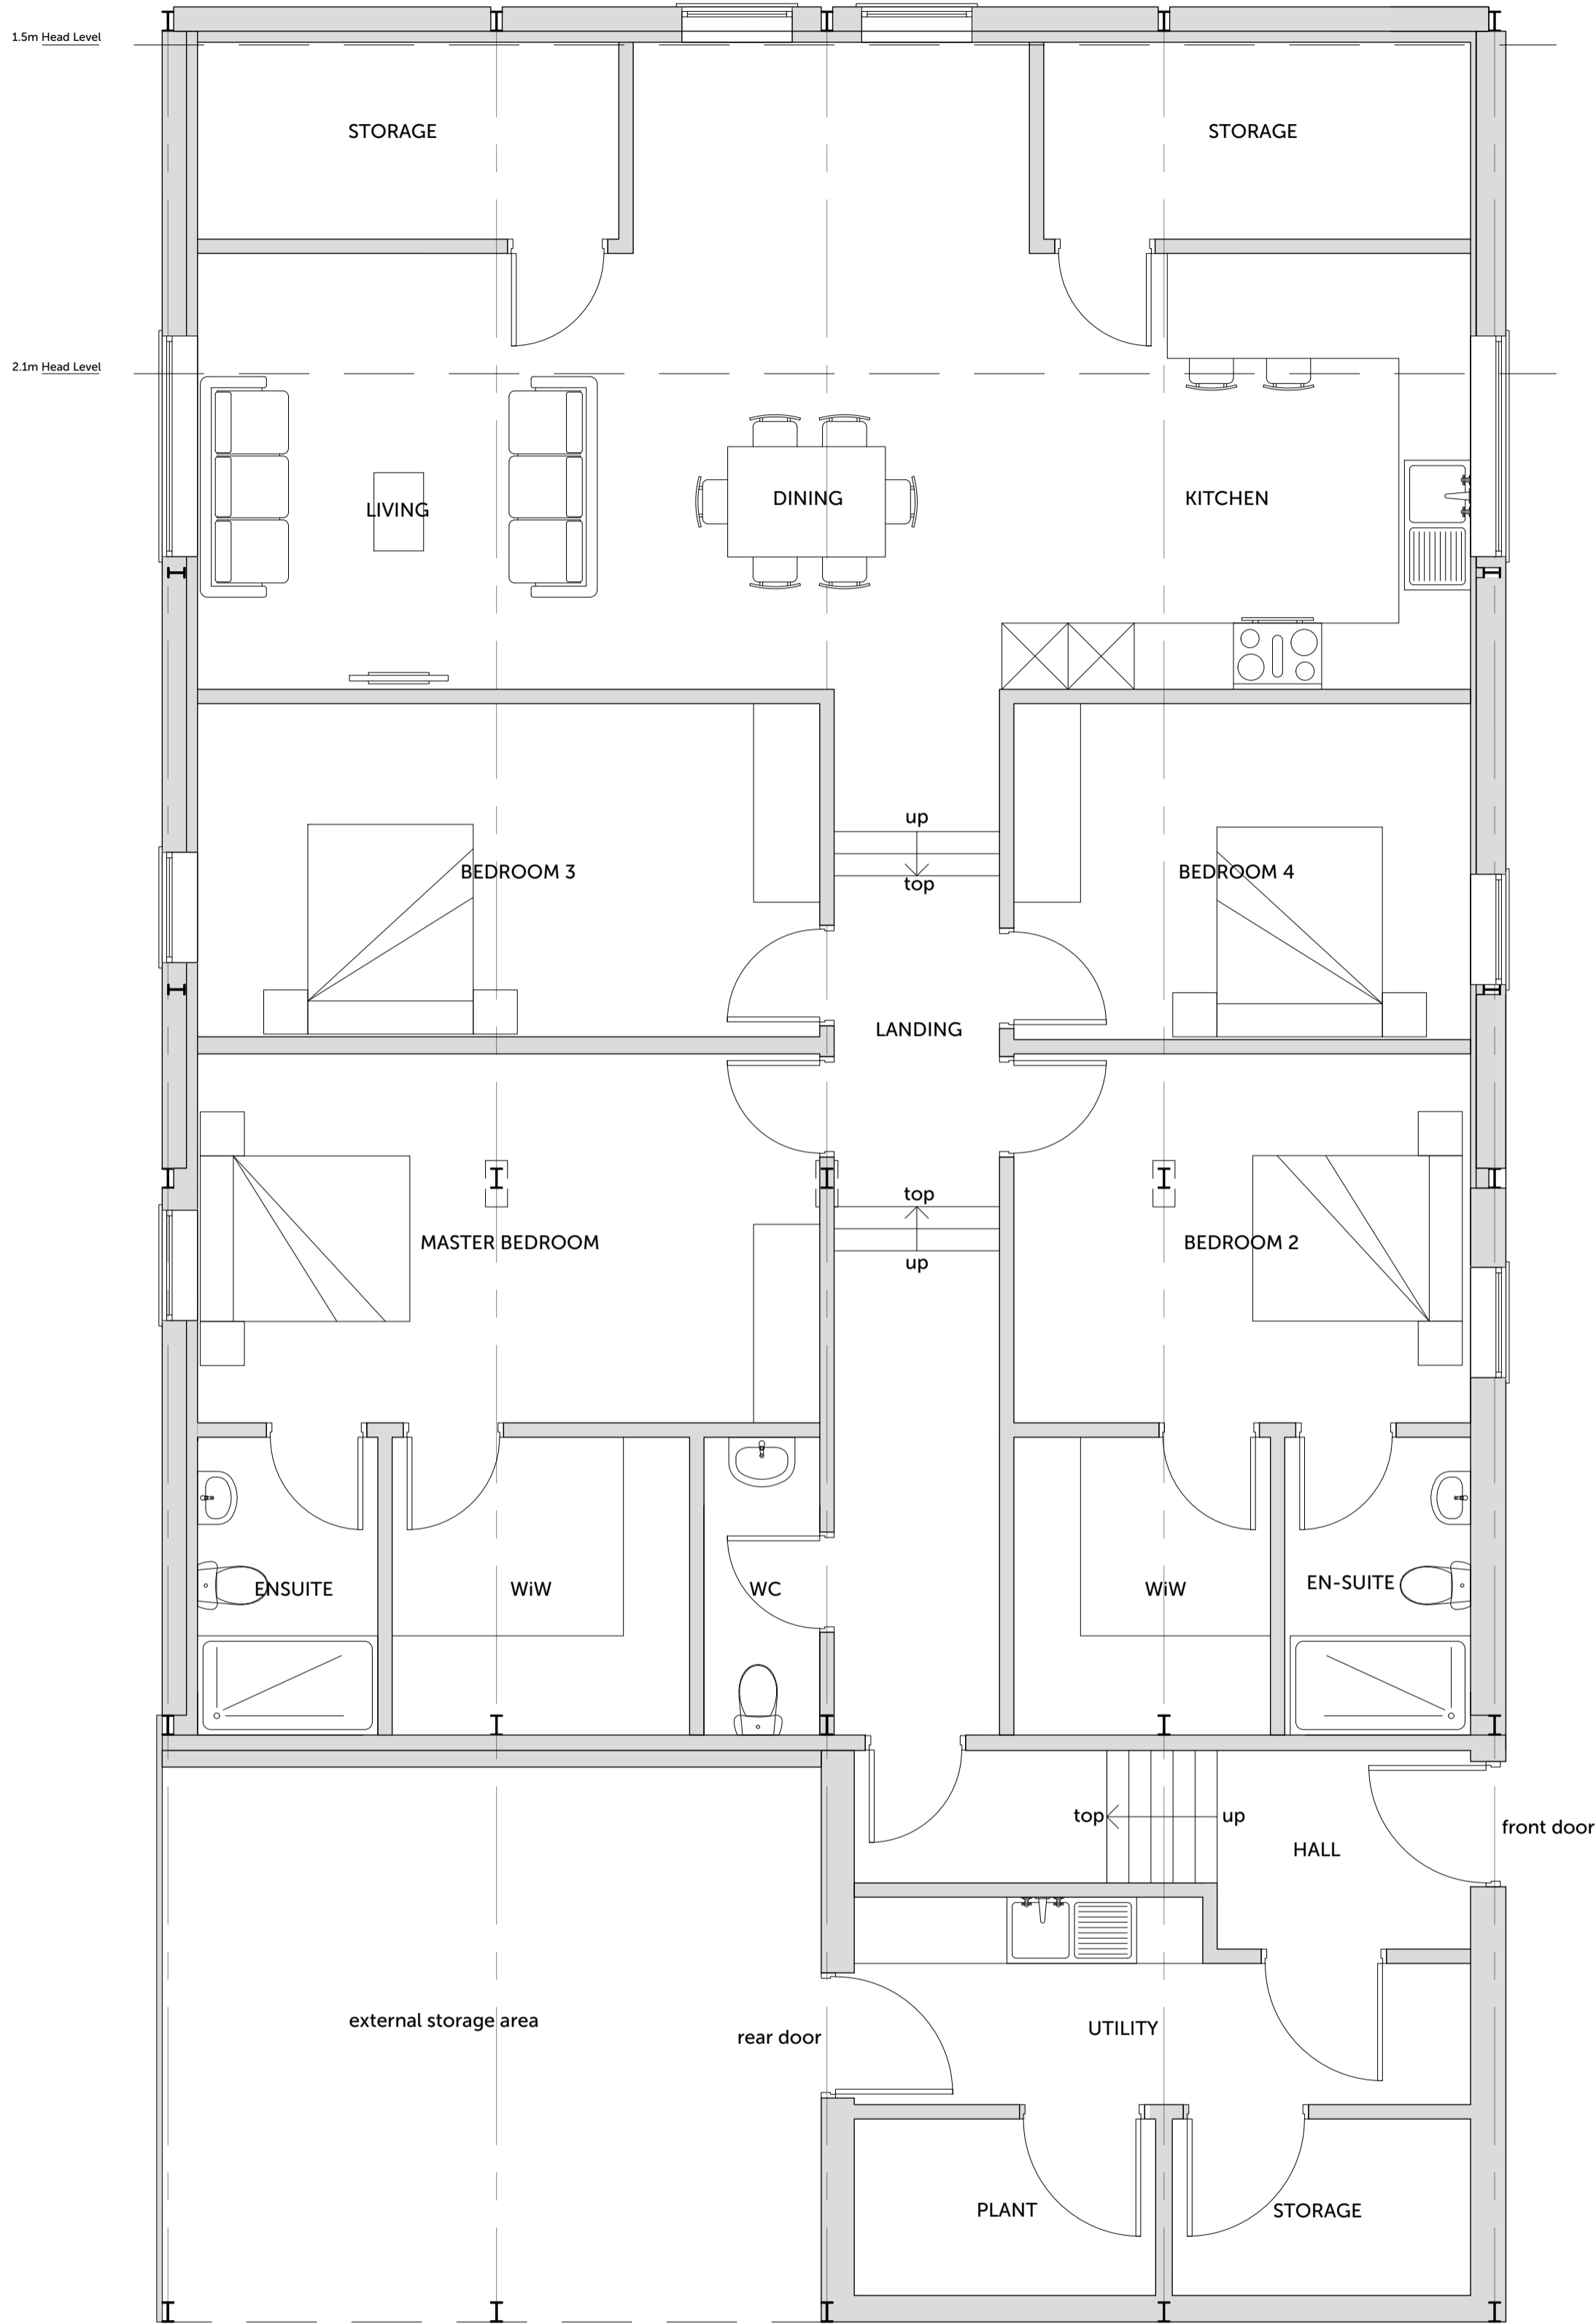 1.5m Head Level
STORAGE
STORAGE
2.1m Head Level
LIVING
DINING
KITCHEN
up
top
BEDROOM 3
BEDROOM 4
LANDING
top
up
MASTER BEDROOM
BEDROOM 2
ENSUITE
WiW
WC
WiW
EN-SUITE
top
up
front door
HALL
external storage area
rear door
UTILITY
PLANT
STORAGE